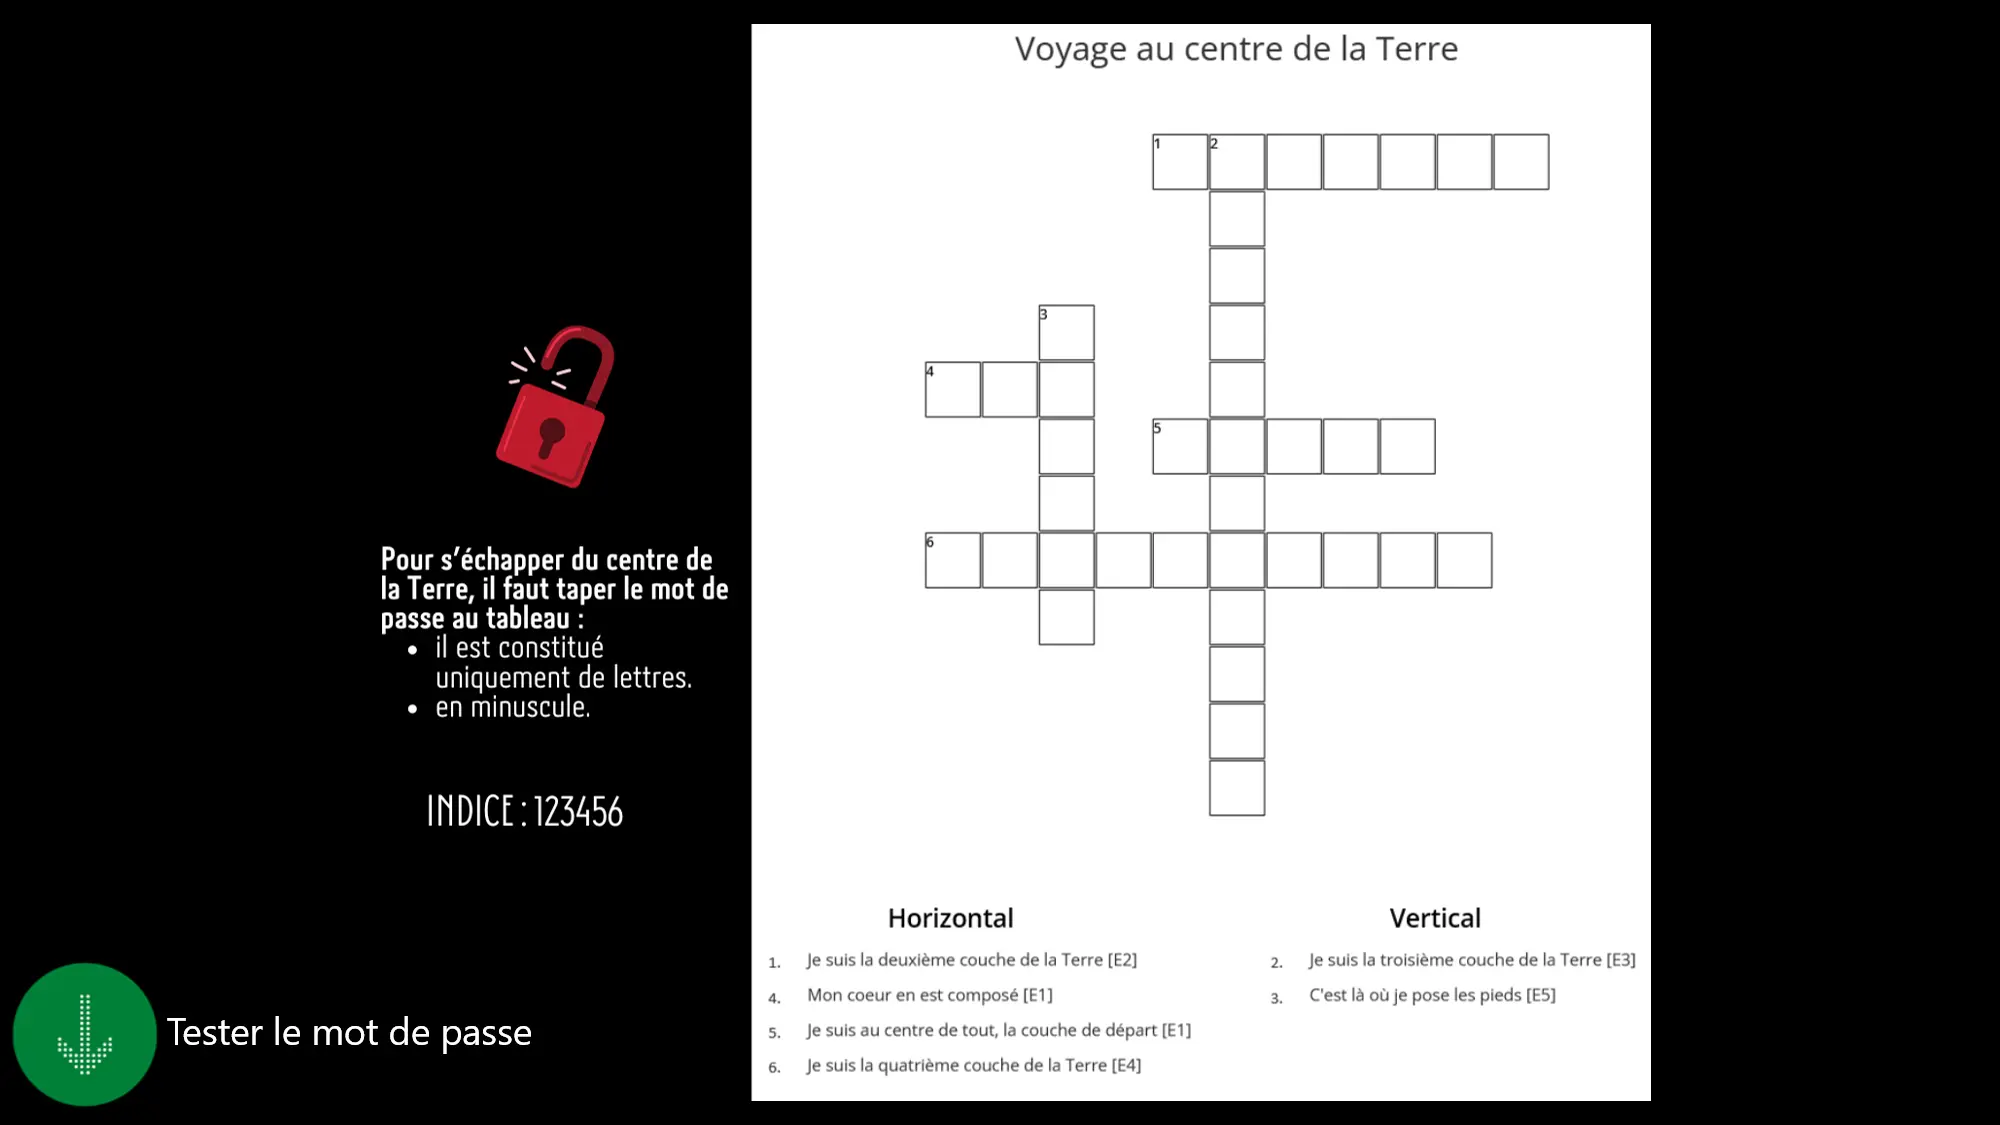 Voyage au centre de la Terre
1
2
3
4
5
6
Pour s’échapper du centre de
la Terre, il faut taper le mot de
passe au tableau :
• il est constitué
uniquement de lettres.
• en minuscule.
INDICE : 123456
Tester le mot de passe
Horizontal
1. Je suis la deuxième couche de la Terre [E2]
4. Mon coeur en est composé [E1]
5. Je suis au centre de tout, la couche de départ [E1]
6. Je suis la quatrième couche de la Terre [E4]
Vertical
2. Je suis la troisième couche de la Terre [E3]
3. C'est là où je pose les pieds [E5]